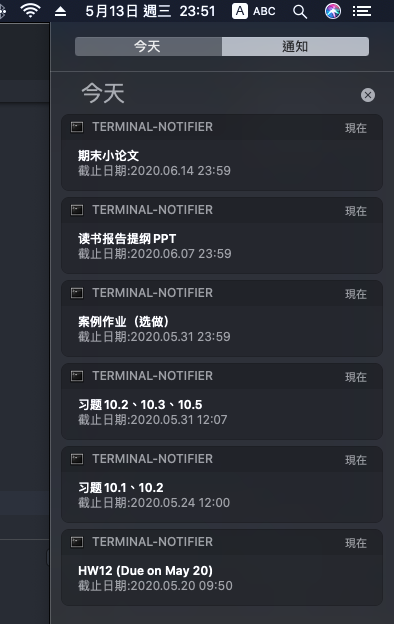 5月13日 週三 23:51 A ABC
今天 通知
今天
TERMINAL-NOTIFIER 現在
期末小论文
截止日期:2020.06.14 23:59
TERMINAL-NOTIFIER 現在
读书报告提纲 PPT
截止日期:2020.06.07 23:59
TERMINAL-NOTIFIER 現在
案例作业（选做）
截止日期:2020.05.31 23:59
TERMINAL-NOTIFIER 現在
习题 10.2、10.3、10.5
截止日期:2020.05.31 12:07
TERMINAL-NOTIFIER 現在
习题 10.1、10.2
截止日期:2020.05.24 12:00
TERMINAL-NOTIFIER 現在
HW12 (Due on May 20)
截止日期:2020.05.20 09:50